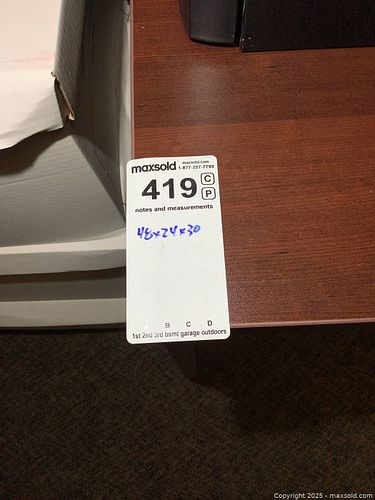 maxsold maxsold.com
1-877-257-7799
419 C
P
notes and measurements
48x24x30
A B C D
1st 2nd 3rd bsmt garage outdoors
Copyright 2025 - maxsold.com